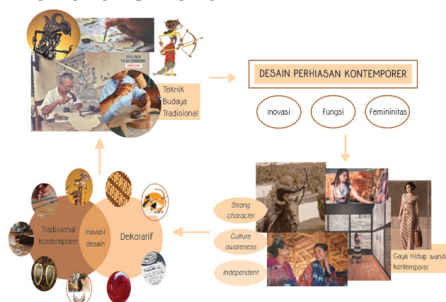 DESAIN PERHIASAN KONTEMPORER
Teknik
Budaya
Tradisional
Inovasi
Fungsi
Femininitas
Strong
character
Culture
awareness
Independent
Gaya Hidup wanita
kontemporer
Tradisional
Kontemporer
Inovasi
desain
Dekoratif